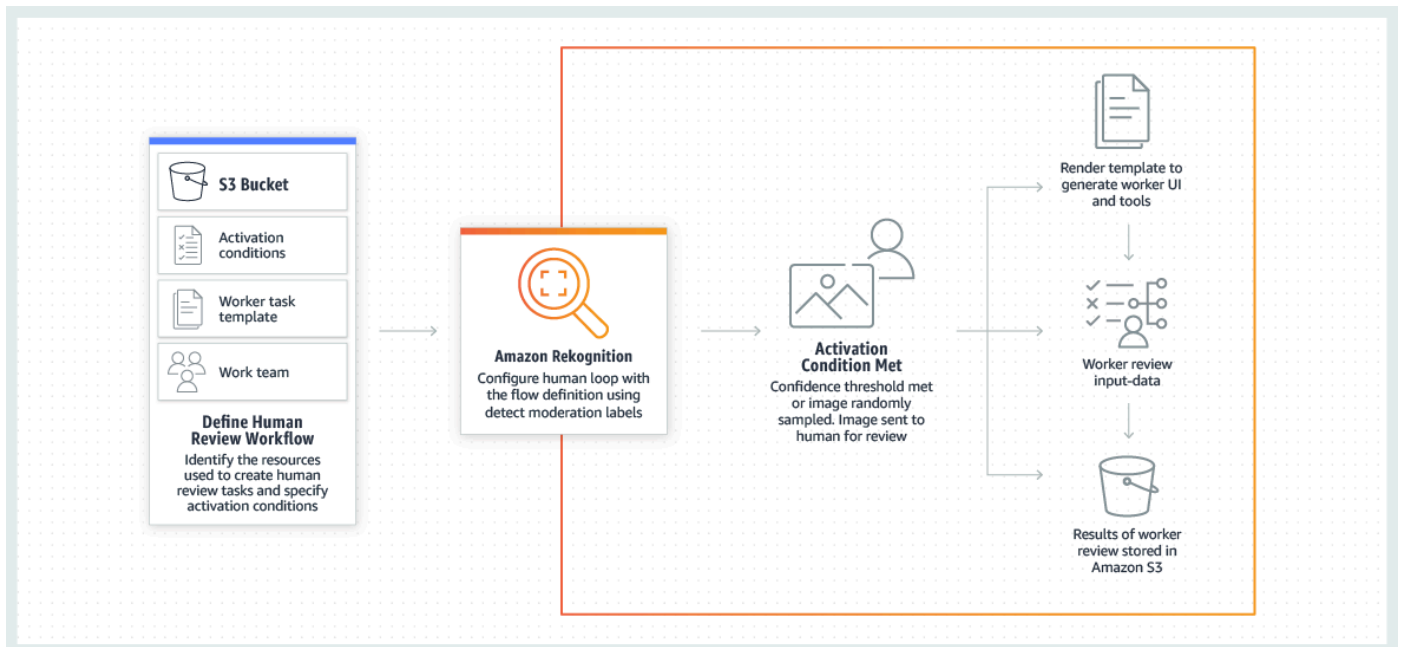 S3 Bucket
Activation
conditions
Worker task
template
Work team
Define Human
Review Workflow
Identify the resources
used to create human
review tasks and specify
activation conditions
Amazon Rekognition
Configure human loop with
the flow definition using
detect moderation labels
Activation
Condition Met
Confidence threshold met
or image randomly
sampled. Image sent to
human for review
Render template to
generate worker UI
and tools
Worker review
input-data
Results of worker
review stored in
Amazon S3